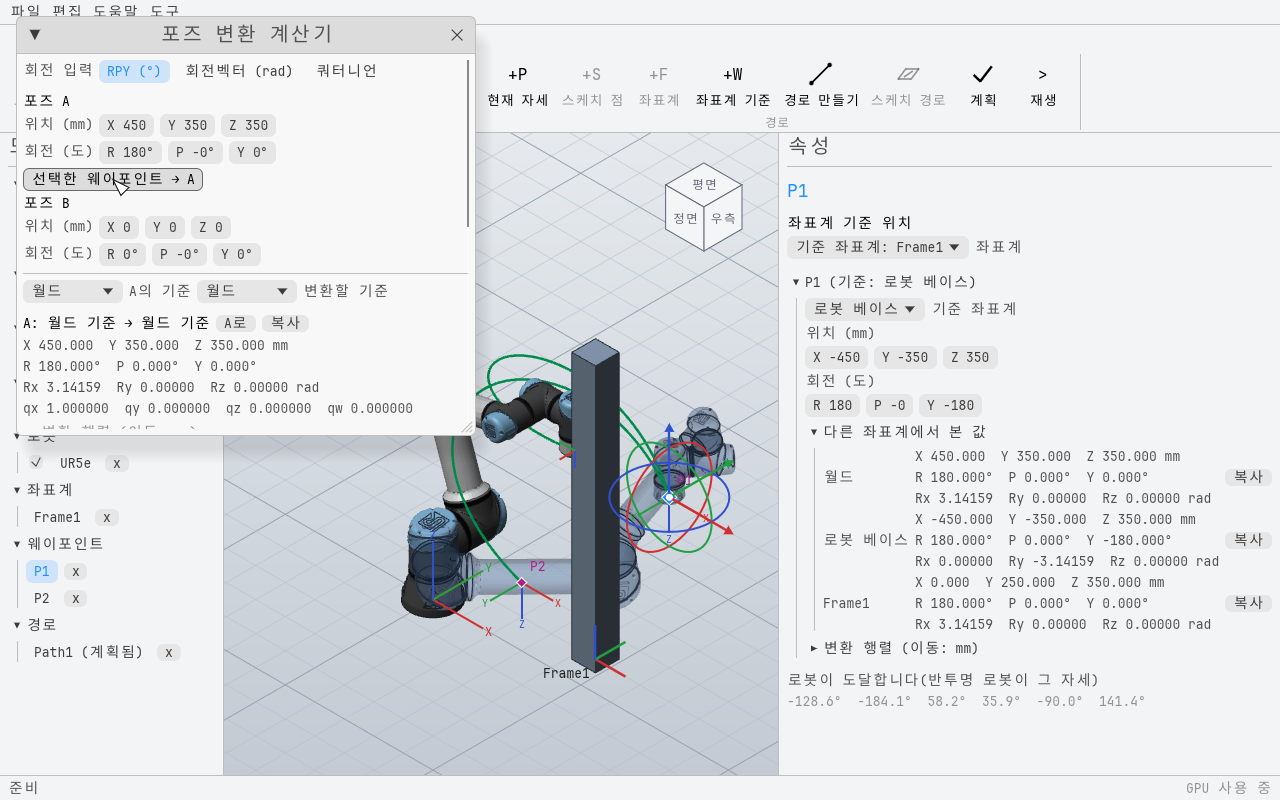 파일 편집 도움말 도구
▼ 포즈 변환 계산기 ×
회전 입력 RPY (°) 회전벡터 (rad) 쿼터니언
포즈 A
위치 (mm) X 450 Y 350 Z 350
회전 (도) R 180° P -0° Y 0°
선택한 웨이포인트 → A
포즈 B
위치 (mm) X 0 Y 0 Z 0
회전 (도) R 0° P -0° Y 0°
월드 ▼ A의 기준 월드 ▼ 변환할 기준
A: 월드 기준 → 월드 기준 A로 복사
X 450.000 Y 350.000 Z 350.000 mm
R 180.000° P 0.000° Y 0.000°
Rx 3.14159 Ry 0.00000 Rz 0.00000 rad
qx 1.000000 qy 0.000000 qz 0.000000 qw 0.000000
+P +S +F +W >
현재 자세 스케치 점 좌표계 좌표계 기준 경로 만들기 스케치 경로 계획 재생
경로
▼ 로봇
✓ UR5e x
▼ 좌표계
Frame1 x
▼ 웨이포인트
P1 x
P2 x
▼ 경로
Path1 (계획됨) x
평면
정면 우측
X
Z
Y
P2
Y
X
Z
X
Frame1
속성
P1
좌표계 기준 위치
기준 좌표계: Frame1 ▼ 좌표계
▼ P1 (기준: 로봇 베이스)
로봇 베이스 ▼ 기준 좌표계
위치 (mm)
X -450 Y -350 Z 350
회전 (도)
R 180 P -0 Y -180
▼ 다른 좌표계에서 본 값
X 450.000 Y 350.000 Z 350.000 mm
월드 R 180.000° P 0.000° Y 0.000° 복사
Rx 3.14159 Ry 0.00000 Rz 0.00000 rad
X -450.000 Y -350.000 Z 350.000 mm
로봇 베이스 R 180.000° P 0.000° Y -180.000° 복사
Rx 0.00000 Ry -3.14159 Rz 0.00000 rad
X 0.000 Y 250.000 Z 350.000 mm
Frame1 R 180.000° P 0.000° Y 0.000° 복사
Rx 3.14159 Ry 0.00000 Rz 0.00000 rad
▶ 변환 행렬 (이동: mm)
로봇이 도달합니다(반투명 로봇이 그 자세)
-128.6° -184.1° 58.2° 35.9° -90.0° 141.4°
준비
GPU 사용 중